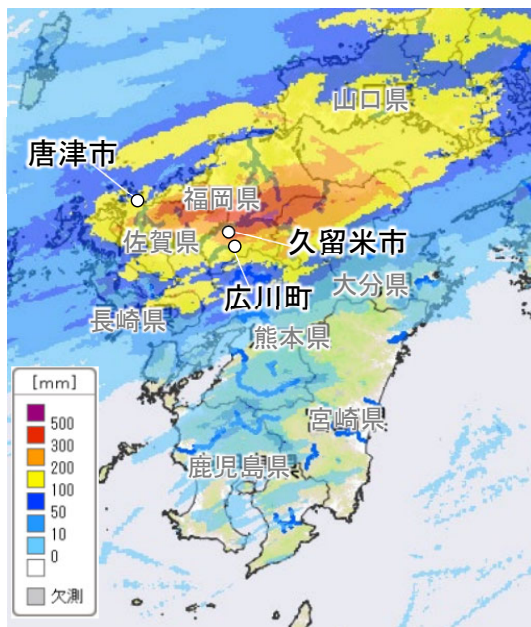 山口県
唐津市
福岡県
佐賀県
久留米市
広川町
大分県
長崎県
熊本県
[mm]
500
300
200
100
50
10
0
欠測
宮崎県
鹿児島県